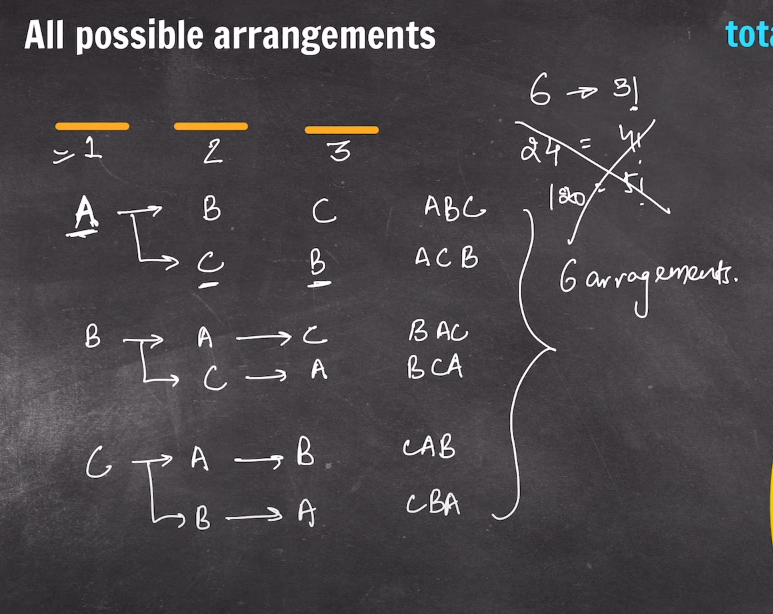 All possible arrangements
tota
6 → 3!
1 2 3
24 = 4!
120 = 5!
A → B C ABC
→ C B ACB
6 arragements.
B → A → C BAC
→ C → A BCA
C → A → B CAB
→ B → A CBA